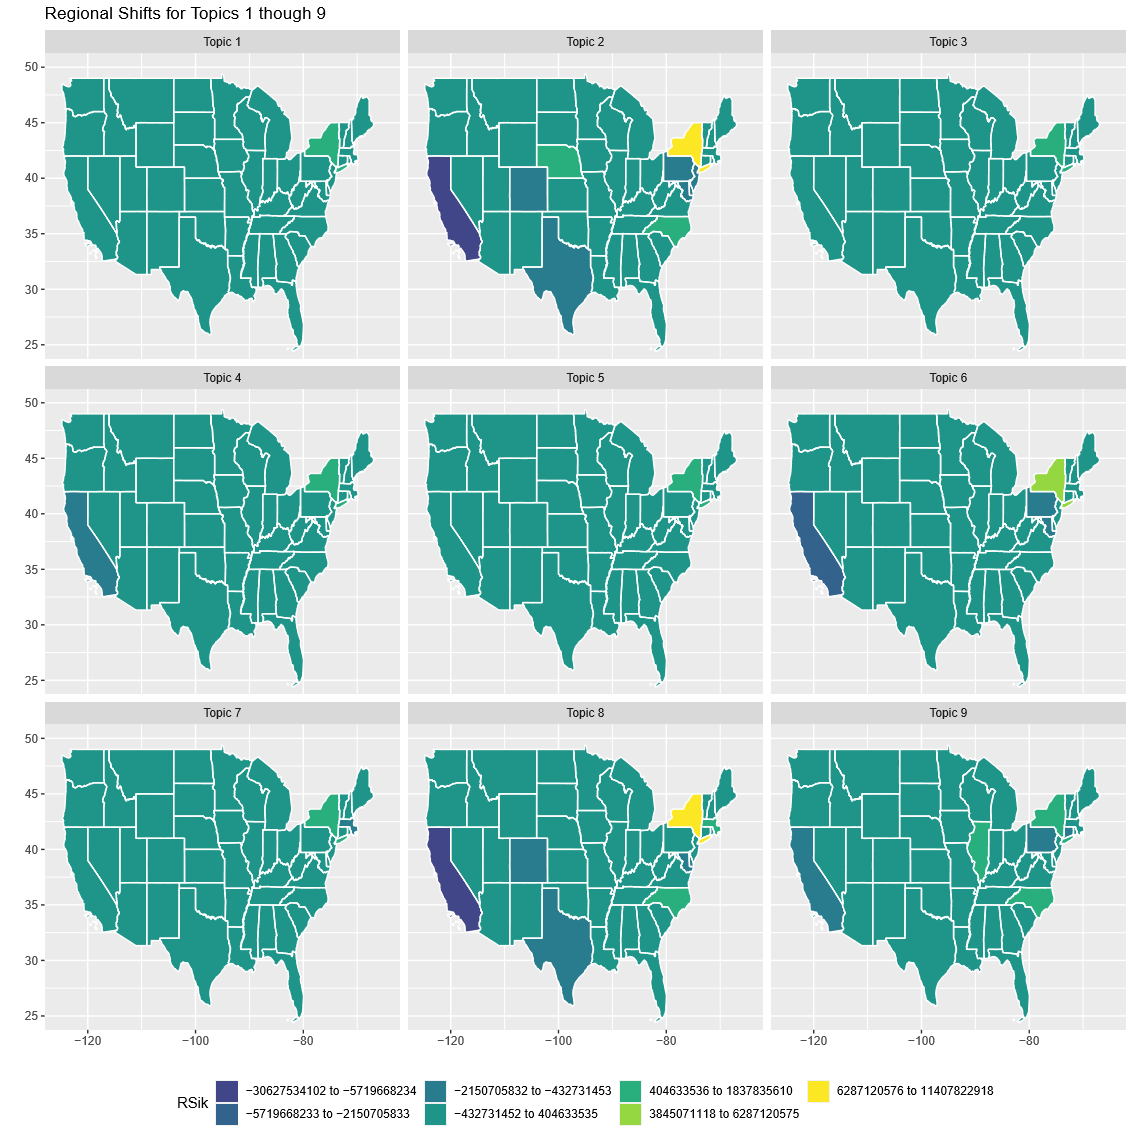 Regional Shifts for Topics 1 though 9
Topic 1 Topic 2 Topic 3
50
45
40
35
30
25
Topic 4 Topic 5 Topic 6
50
45
40
35
30
25
Topic 7 Topic 8 Topic 9
50
45
40
35
30
25
−120 −100 −80 −120 −100 −80 −120 −100 −80
RSik
−30627534102 to −5719668234 −2150705832 to −432731453 404633536 to 1837835610 6287120576 to 11407822918
−5719668233 to −2150705833 −432731452 to 404633535 3845071118 to 6287120575